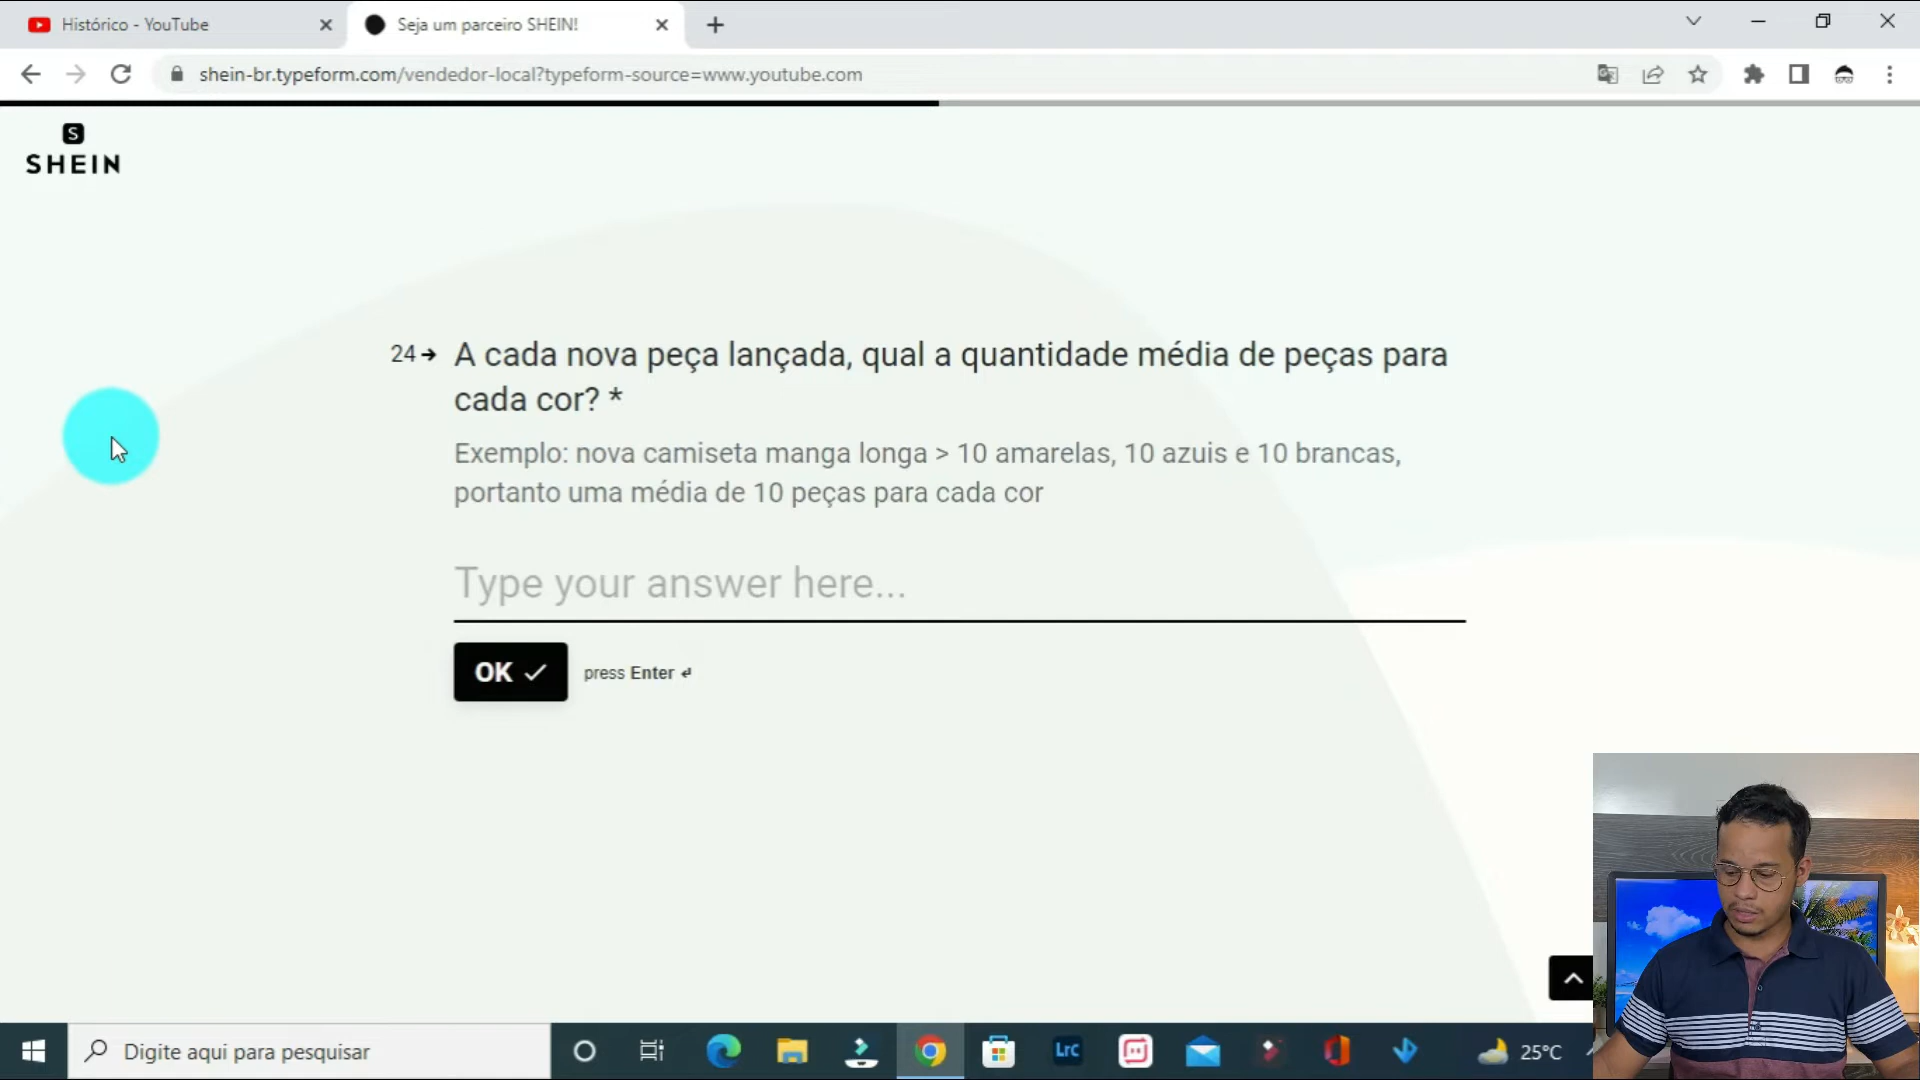 Histórico - YouTube
Seja um parceiro SHEIN!
shein-br.typeform.com/vendedor-local?typeform-source=www.youtube.com
S
SHEIN
24
A cada nova peça lançada, qual a quantidade média de peças para
cada cor? *
Exemplo: nova camiseta manga longa > 10 amarelas, 10 azuis e 10 brancas,
portanto uma média de 10 peças para cada cor
Type your answer here...
OK
press Enter
Digite aqui para pesquisar
Lrc
25°C